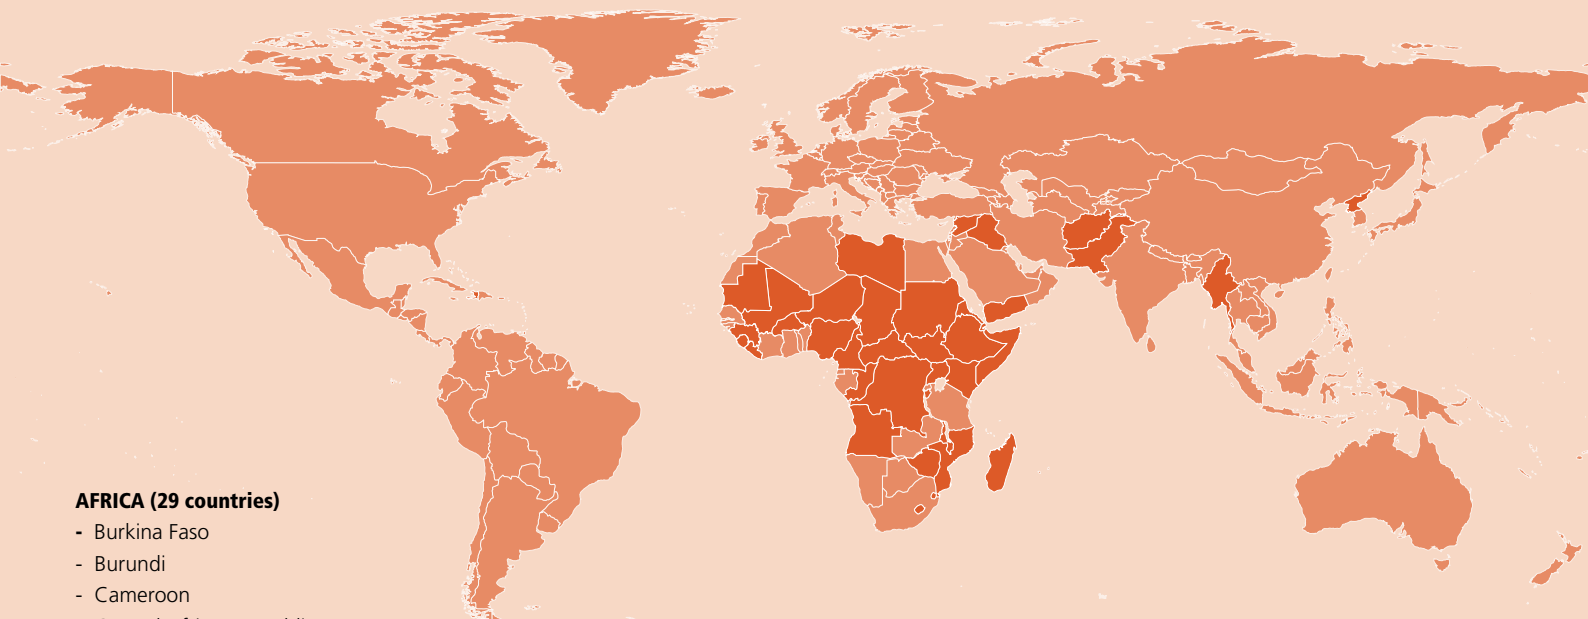 AFRICA (29 countries)
- Burkina Faso
- Burundi
- Cameroon